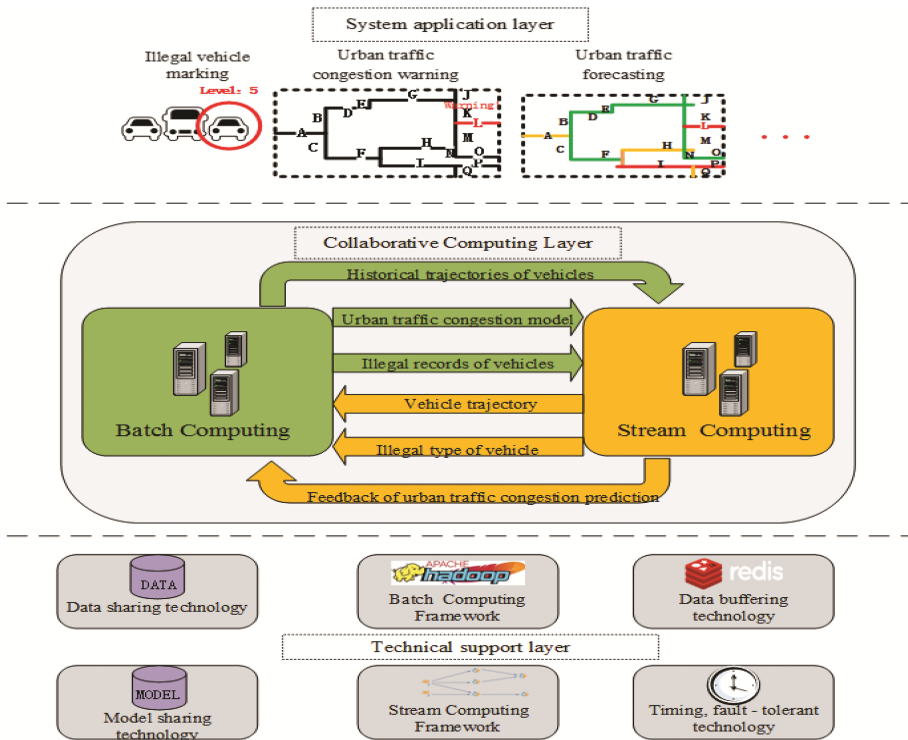 System application layer
Illegal vehicle
marking
Level: 5
Urban traffic
congestion warning
A
B
C
D
E
F
G
H
I
J
K
Warning
L
M
N
O
P
Q
Urban traffic
forecasting
A
B
C
D
E
F
G
H
I
J
K
L
M
N
O
P
Q
Collaborative Computing Layer
Historical trajectories of vehicles
Urban traffic congestion model
Illegal records of vehicles
Vehicle trajectory
Illegal type of vehicle
Feedback of urban traffic congestion prediction
Batch Computing
Stream Computing
DATA
Data sharing technology
APACHE
hadoop
Batch Computing
Framework
redis
Data buffering
technology
Technical support layer
MODEL
Model sharing
technology
Stream Computing
Framework
Timing, fault - tolerant
technology